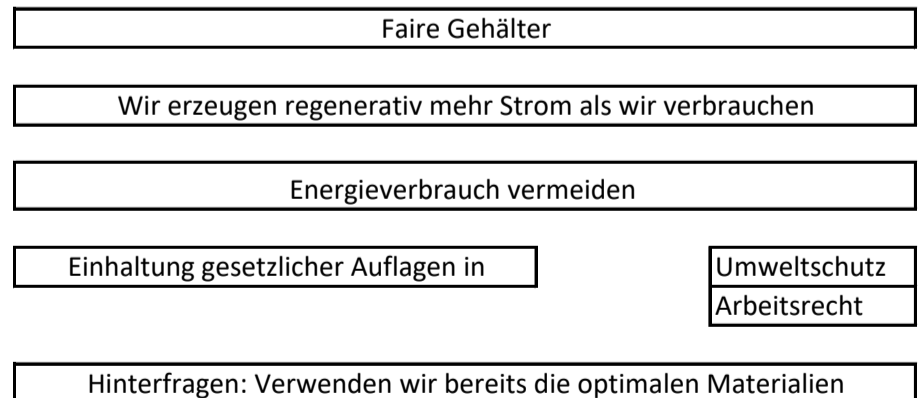 Faire Gehälter
Wir erzeugen regenerativ mehr Strom als wir verbrauchen
Energieverbrauch vermeiden
Einhaltung gesetzlicher Auflagen in
Umweltschutz
Arbeitsrecht
Hinterfragen: Verwenden wir bereits die optimalen Materialien